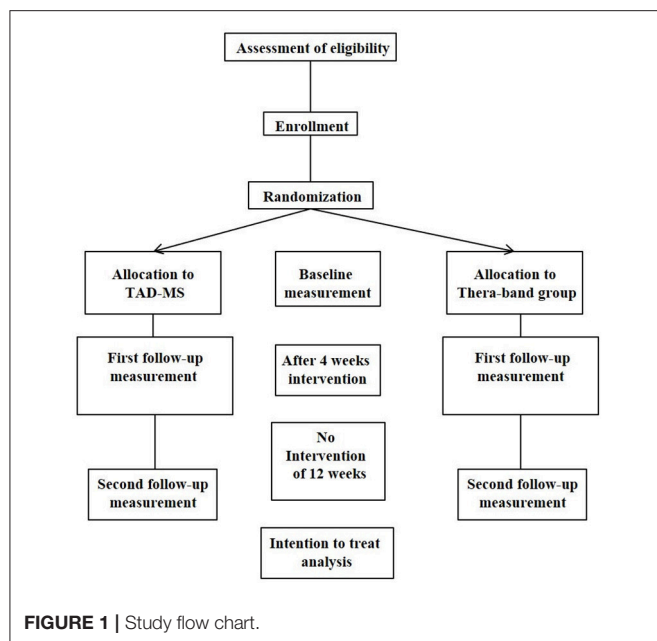 Assessment of eligibility
Enrollment
Randomization
Allocation to
TAD-MS
Baseline
measurement
Allocation to
Thera-band group
First follow-up
measurement
After 4 weeks
intervention
First follow-up
measurement
No
Intervention
of 12 weeks
Second follow-up
measurement
Second follow-up
measurement
Intention to treat
analysis
FIGURE 1 | Study flow chart.